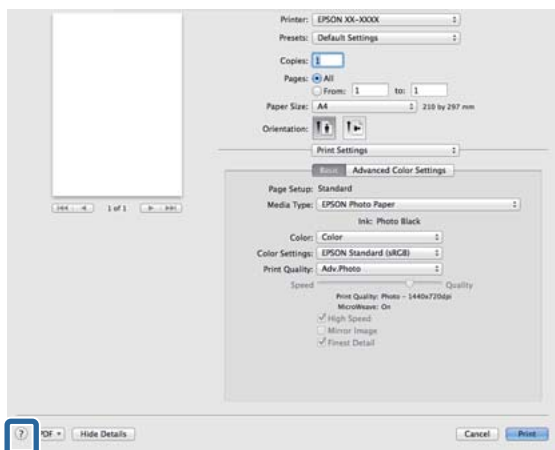 Printer: EPSON XX-XXXX
Presets: Default Settings
Copies: 1
Pages: All
From: 1 to: 1
Paper Size: A4 210 by 297 mm
Orientation:
Print Settings
Basic Advanced Color Settings
Page Setup: Standard
Media Type: EPSON Photo Paper
Ink: Photo Black
Color: Color
Color Settings: EPSON Standard (sRGB)
Print Quality: Adv.Photo
Speed Quality
Print Quality: Photo - 1440x720dpi
MicroWeave: On
High Speed
Mirror Image
Finest Detail
1 of 1
? PDF Hide Details Cancel Print